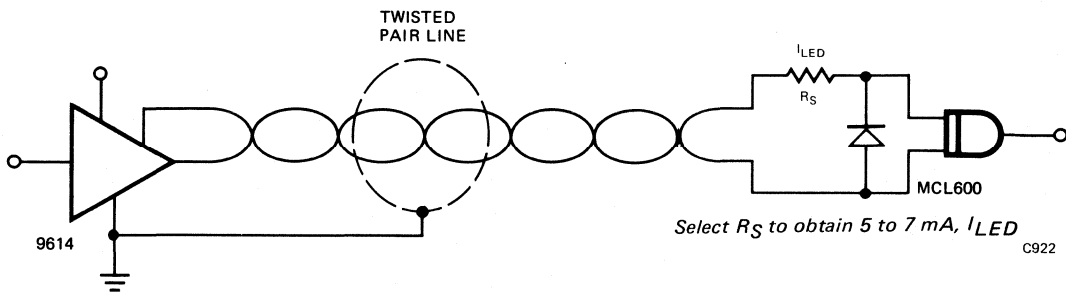 TWISTED
PAIR LINE
I_LED
R_S
9614
MCL600
Select R_S to obtain 5 to 7 mA, I_LED
C922